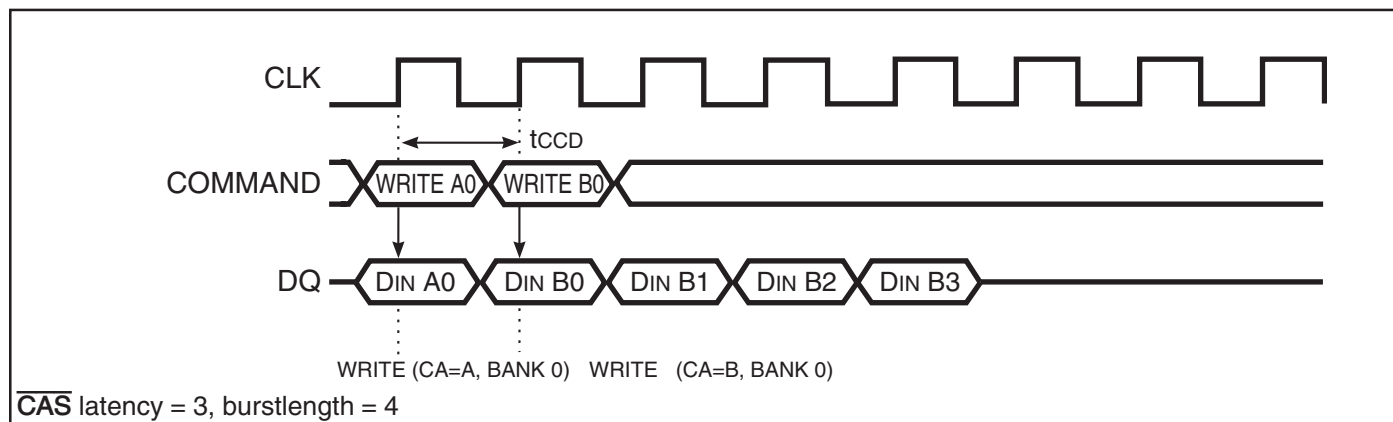 CLK
tCCD
COMMAND WRITE A0 WRITE B0
DQ DIN A0 DIN B0 DIN B1 DIN B2 DIN B3
WRITE (CA=A, BANK 0) WRITE (CA=B, BANK 0)
CAS latency = 3, burstlength = 4